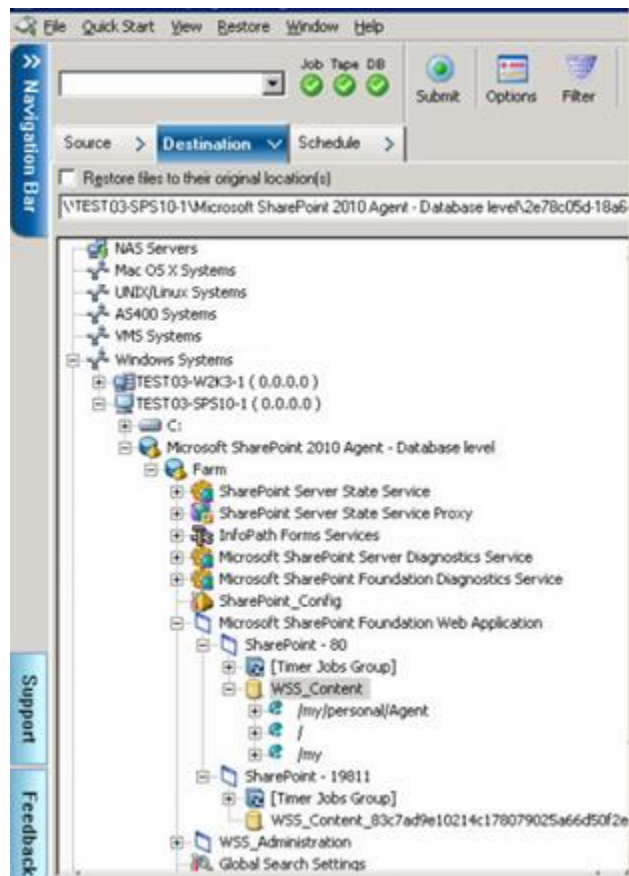 File Quick Start View Restore Window Help
Navigation Bar
Job Tape DB
Submit Options Filter
Source > Destination Schedule >
Restore files to their original location(s)
\\TEST03-SPS10-1\Microsoft SharePoint 2010 Agent - Database level\2e78c05d-18a6
NAS Servers
Mac OS X Systems
UNIX/Linux Systems
AS400 Systems
VMS Systems
Windows Systems
TEST03-W2K3-1 ( 0.0.0.0 )
TEST03-SPS10-1 ( 0.0.0.0 )
C:
Microsoft SharePoint 2010 Agent - Database level
Farm
SharePoint Server State Service
SharePoint Server State Service Proxy
InfoPath Forms Services
Microsoft SharePoint Server Diagnostics Service
Microsoft SharePoint Foundation Diagnostics Service
SharePoint_Config
Microsoft SharePoint Foundation Web Application
SharePoint - 80
[Timer Jobs Group]
WSS_Content
/my/personal/Agent
/
/my
SharePoint - 19811
[Timer Jobs Group]
WSS_Content_83c7ad9e10214c178079025a66d50f2e
WSS_Administration
Global Search Settings
Support
Feedback